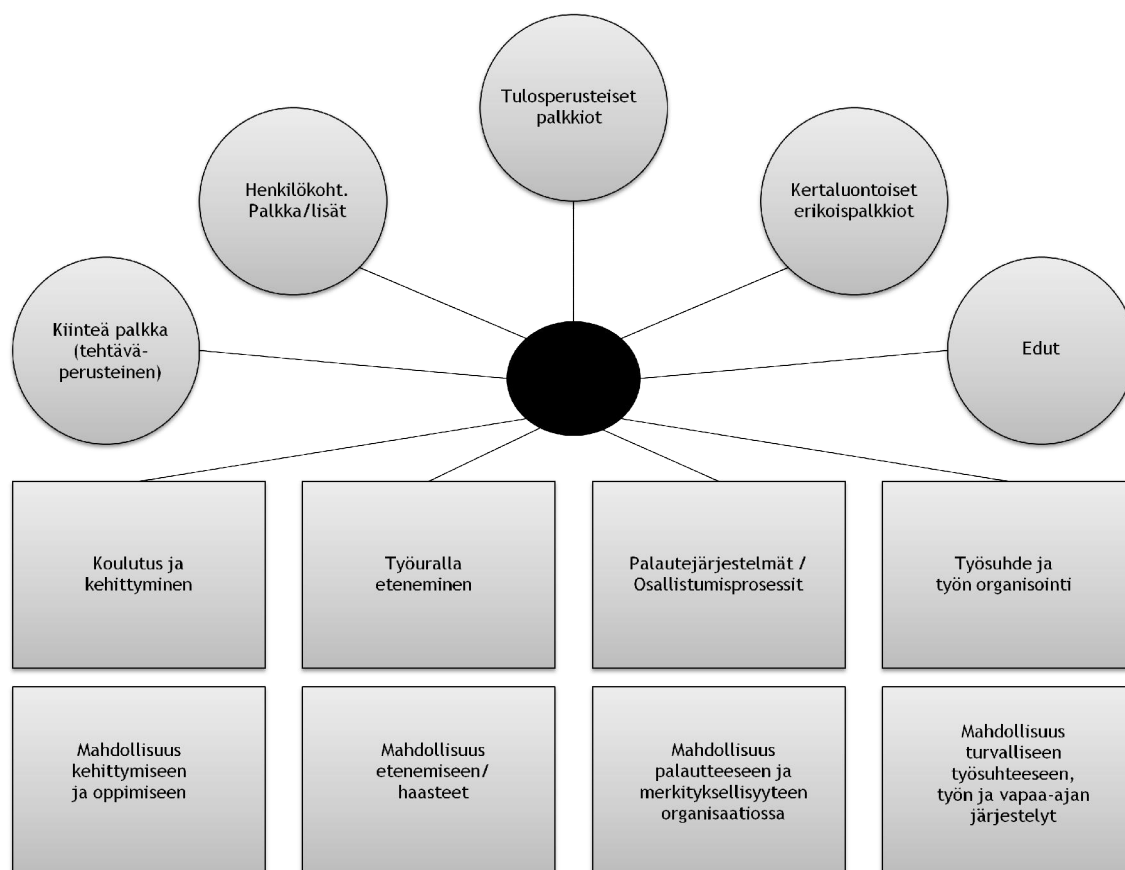 Tulosperusteiset
palkkiot
Henkilökoht.
Palkka/lisät
Kertaluontoiset
erikoispalkkiot
Kiinteä palkka
(tehtävä-
perusteinen)
Edut
Koulutus ja
kehittyminen
Työuralla
eteneminen
Palautejärjestelmät /
Osallistumisprosessit
Työsuhde ja
työn organisointi
Mahdollisuus
kehittymiseen
ja oppimiseen
Mahdollisuus
etenemiseen/
haasteet
Mahdollisuus
palautteeseen ja
merkityksellisyyteen
organisaatiossa
Mahdollisuus
turvalliseen
työsuhteeseen,
työn ja vapaa-ajan
järjestelyt